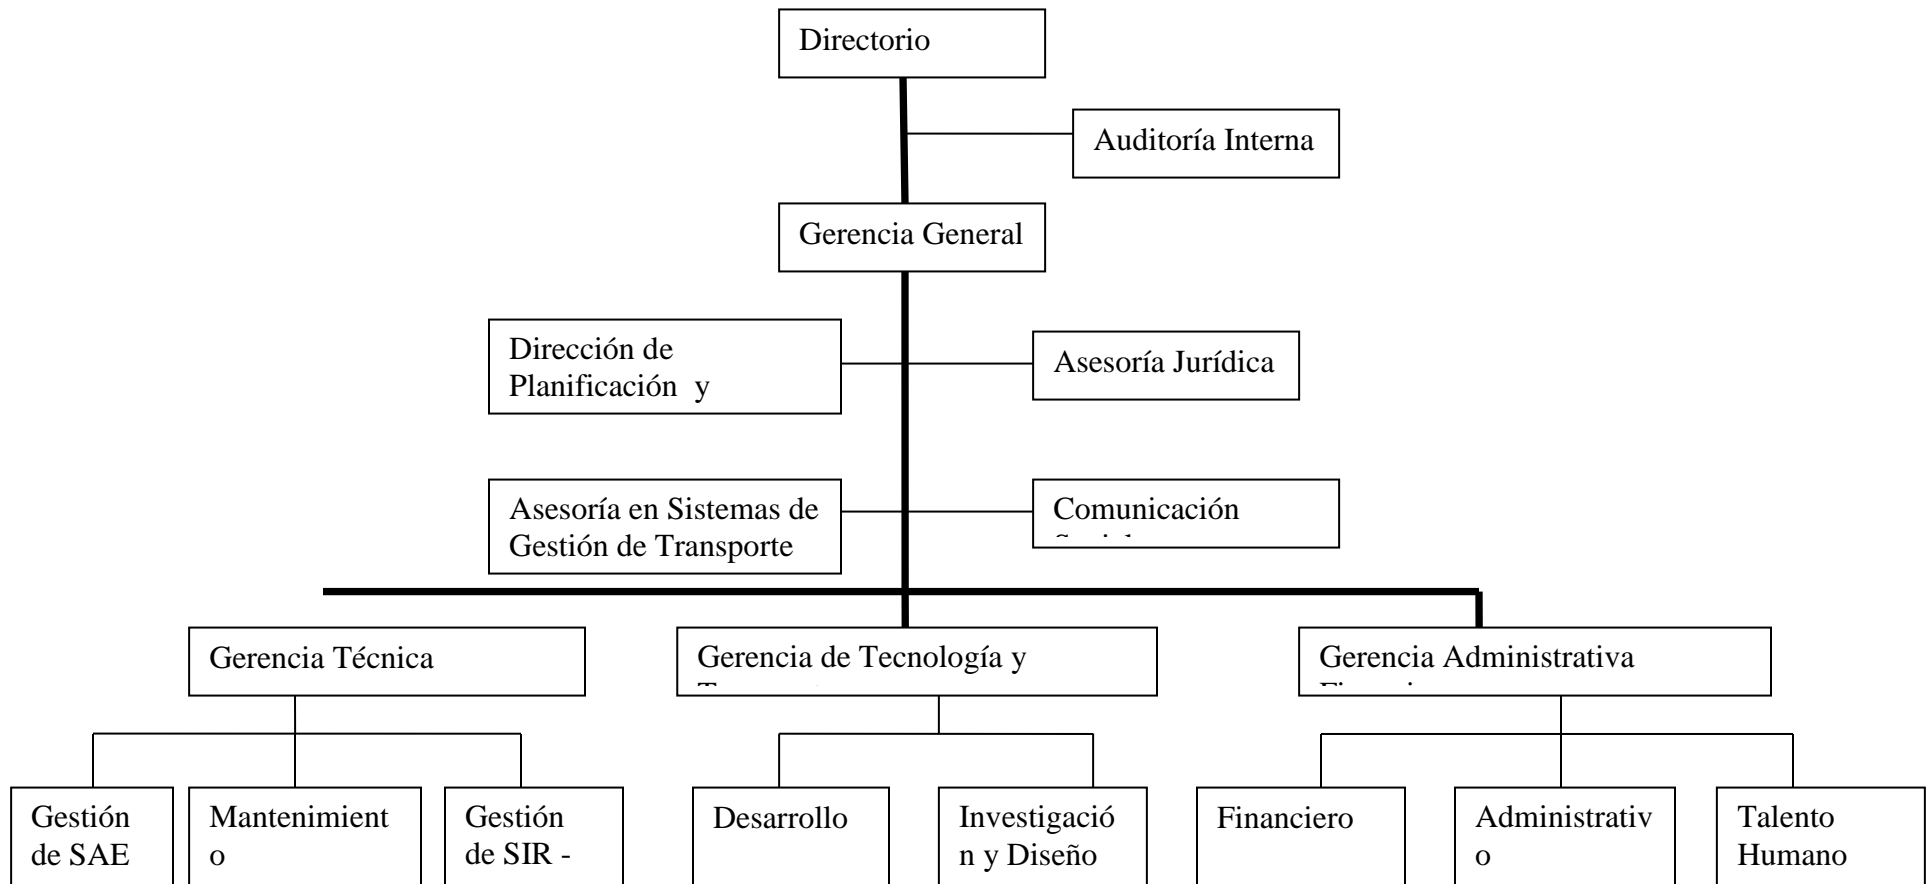 Directorio
Auditoría Interna
Gerencia General
Dirección de
Planificación y
Asesoría Jurídica
Asesoría en Sistemas de
Gestión de Transporte
Comunicación
Gerencia Técnica
Gerencia de Tecnología y
Gerencia Administrativa
Gestión
de SAE
Mantenimient
o
Gestión
de SIR -
Desarrollo
Investigació
n y Diseño
Financiero
Administrativ
o
Talento
Humano